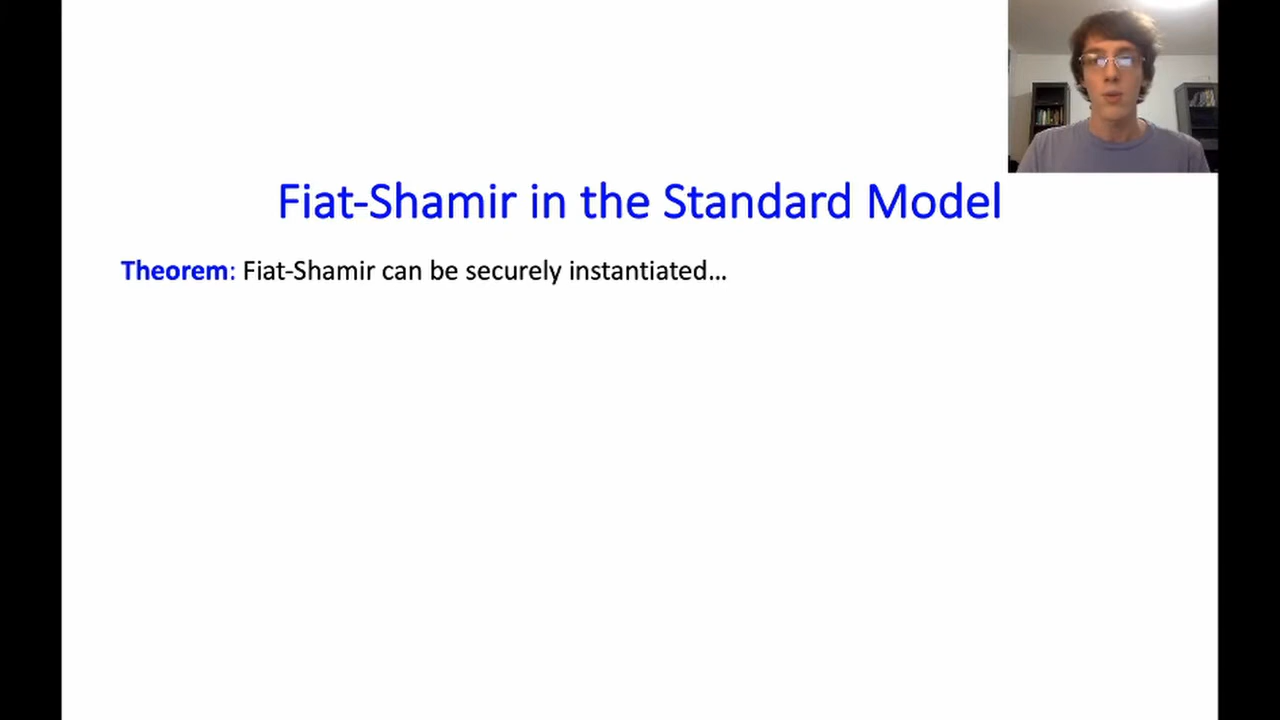 Fiat-Shamir in the Standard Model
Theorem: Fiat-Shamir can be securely instantiated…